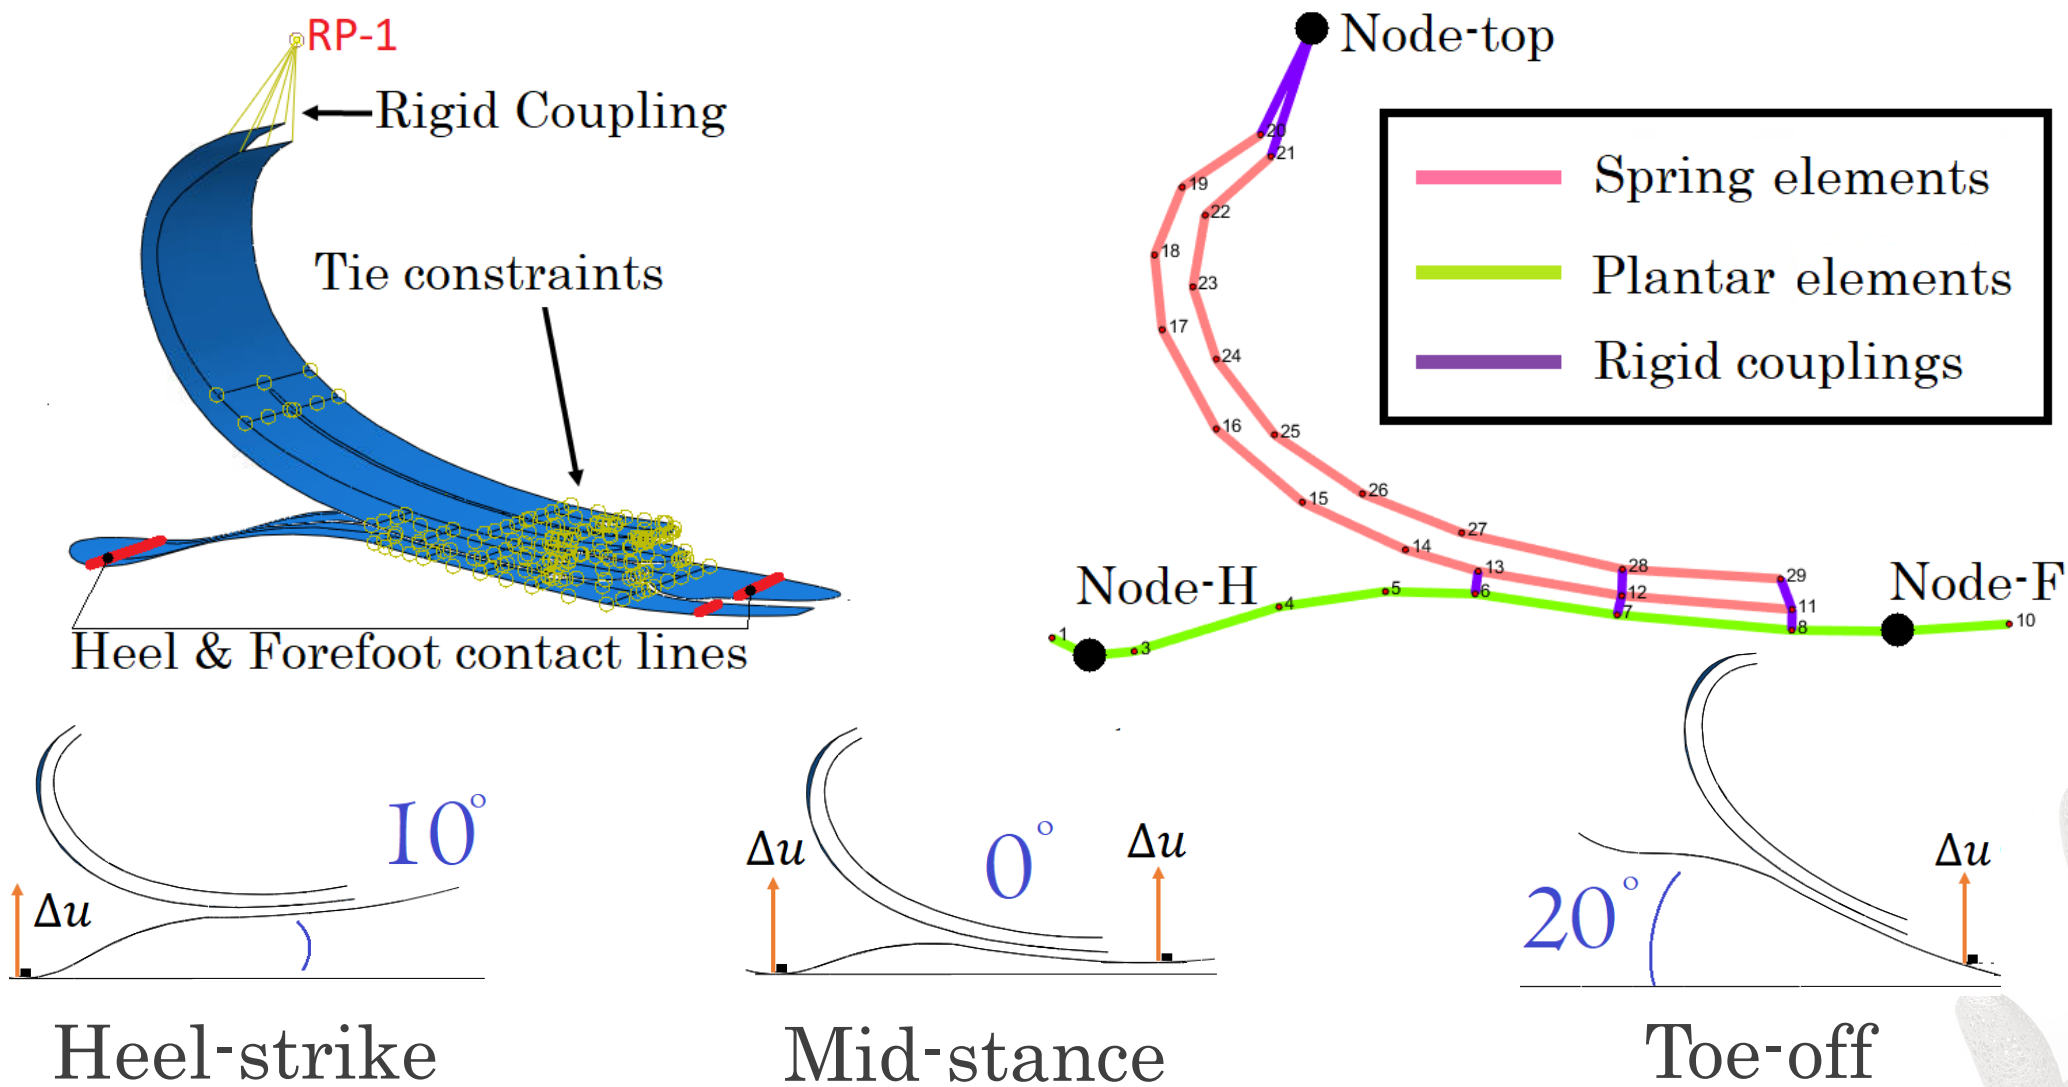 RP-1
Rigid Coupling
Tie constraints
Heel & Forefoot contact lines
Node-top
20
21
19
22
18
23
17
24
16
25
26
15
27
14
13
28
29
12
11
5
6
4
7
8
3
1
10
Node-H
Node-F
Spring elements
Plantar elements
Rigid couplings
10°
Δu
Heel-strike
Δu
0°
Δu
Mid-stance
20°
Δu
Toe-off